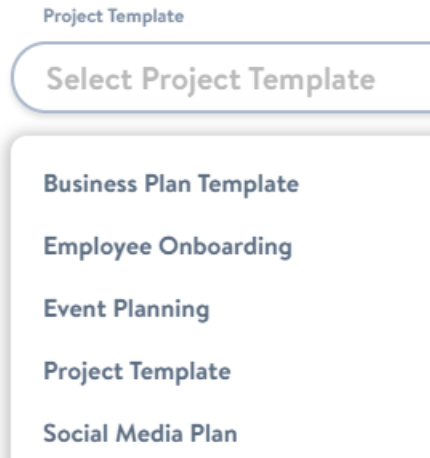 Project Template
Select Project Template
Business Plan Template
Employee Onboarding
Event Planning
Project Template
Social Media Plan